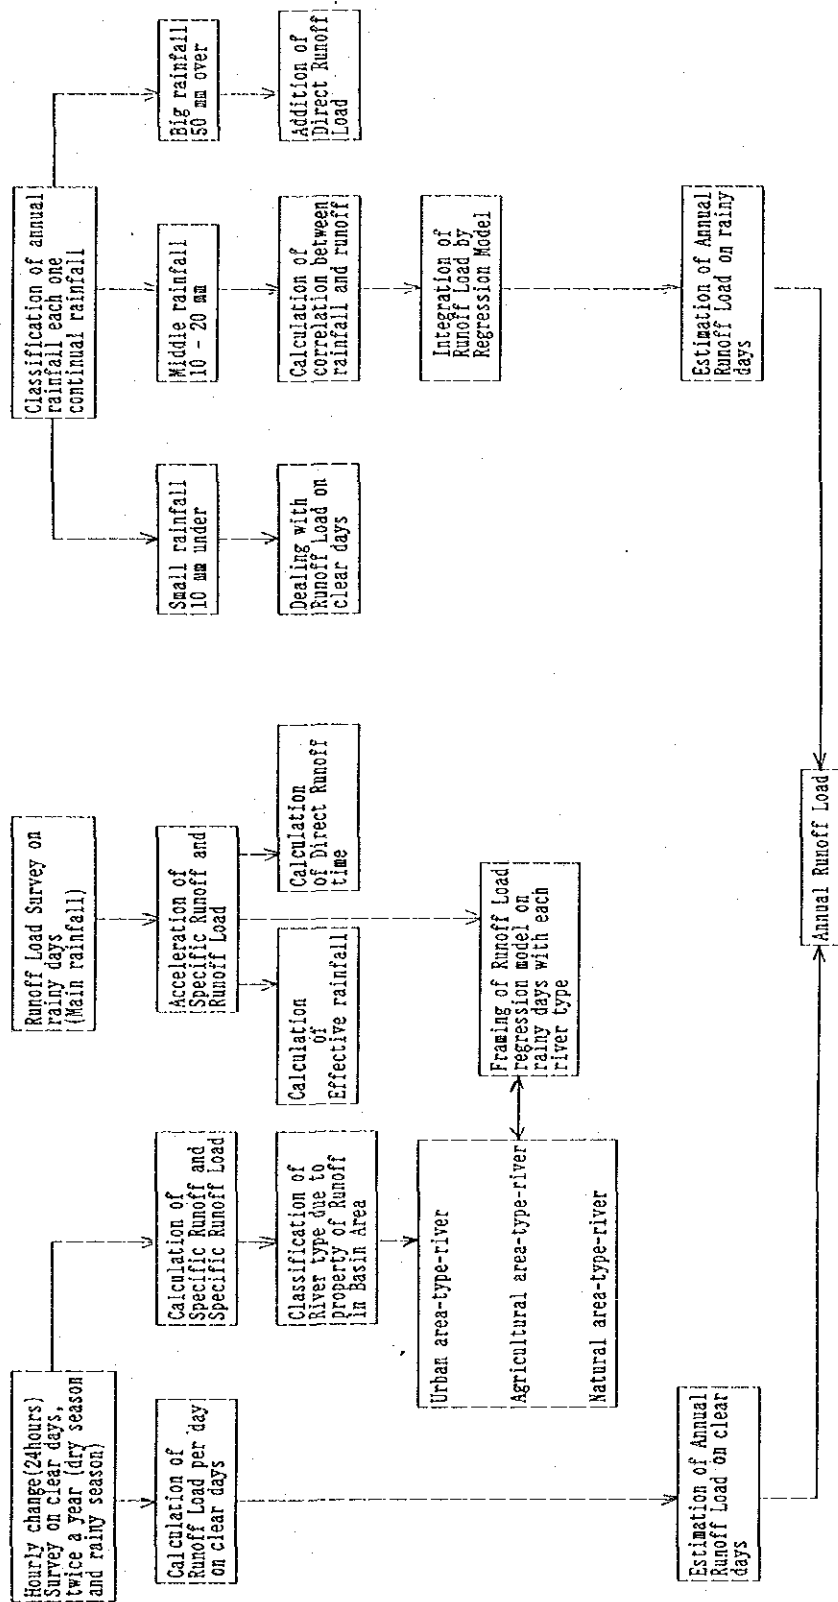 Hourly change(24hours)
Survey on clear days,
twice a year (dry season
and rainy season)
Calculation of
Runoff Load per day
on clear days
Estimation of Annual
Runoff Load on clear
days
Calculation of
Specific Runoff and
Specific Runoff Load
Classification of
River type due to
property of Runoff
in Basin Area
Urban area-type-river
Agricultural area-type-river
Natural area-type-river
Runoff Load Survey on
rainy days
(Main rainfall)
Acceleration of
Specific Runoff and
Runoff Load
Calculation
of
Effective rainfall
Calculation
of Direct Runoff
time
Framing of Runoff Load
regression model on
rainy days with each
river type
Classification of annual
rainfall each one
continual rainfall
Small rainfall
10 mm under
Dealing with
Runoff Load on
clear days
Middle rainfall
10 - 20 mm
Calculation of
correlation between
rainfall and runoff
Integration of
Runoff Load by
Regression Model
Estimation of Annual
Runoff Load on rainy
days
Big rainfall
50 mm over
Addition of
Direct Runoff
Load
Annual Runoff Load